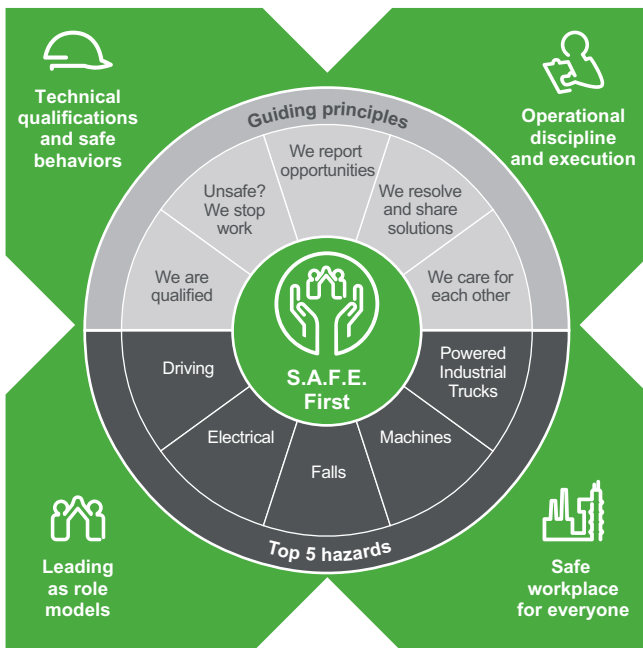 Technical
qualifications
and safe
behaviors
Operational
discipline
and execution
Guiding principles
We are
qualified
Unsafe?
We stop
work
We report
opportunities
We resolve
and share
solutions
We care for
each other
S.A.F.E.
First
Driving
Electrical
Falls
Machines
Powered
Industrial
Trucks
Top 5 hazards
Leading
as role
models
Safe
workplace
for everyone